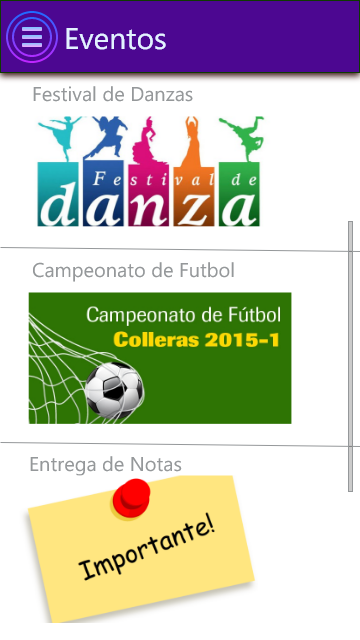 Eventos
Festival de Danzas
Festival de
danza
Campeonato de Futbol
Campeonato de Fútbol
Colleras 2015-1
Entrega de Notas
Importante!